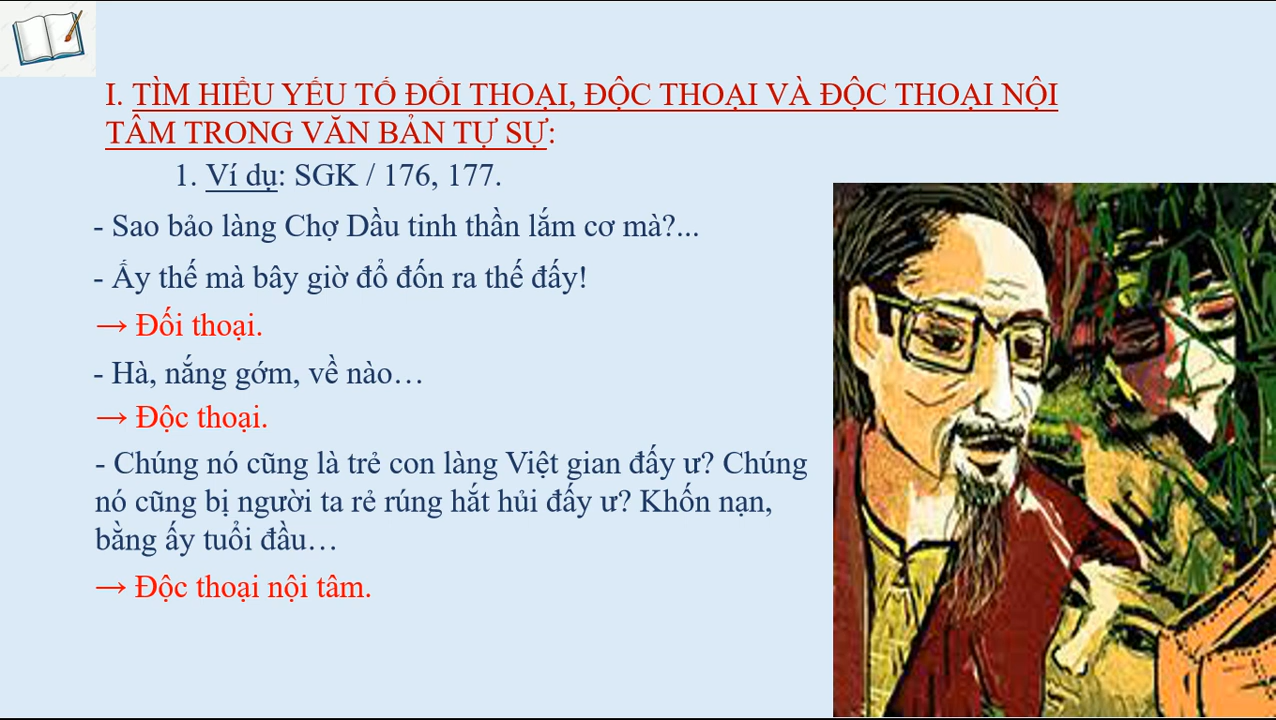 I. TÌM HIỂU YẾU TỐ ĐỐI THOẠI, ĐỘC THOẠI VÀ ĐỘC THOẠI NỘI
TÂM TRONG VĂN BẢN TỰ SỰ:
1. Ví dụ: SGK / 176, 177.
- Sao bảo làng Chợ Dầu tinh thần lắm cơ mà?...
- Ấy thế mà bây giờ đổ đốn ra thế đấy!
→ Đối thoại.
- Hà, nắng gớm, về nào…
→ Độc thoại.
- Chúng nó cũng là trẻ con làng Việt gian đấy ư? Chúng
nó cũng bị người ta rẻ rúng hắt hủi đấy ư? Khốn nạn,
bằng ấy tuổi đầu…
→ Độc thoại nội tâm.